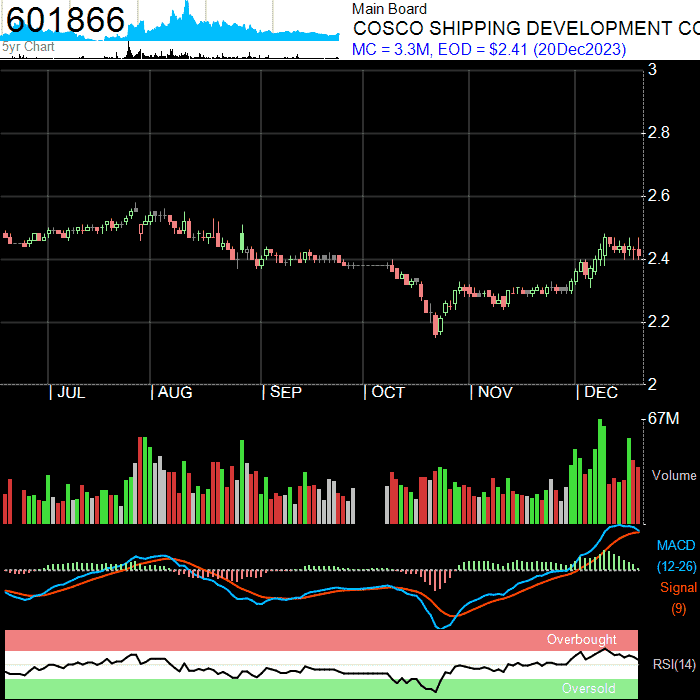 601866
5yr Chart
Main Board
COSCO SHIPPING DEVELOPMENT CO
MC = 3.3M, EOD = $2.41 (20Dec2023)
3
2.8
2.6
2.4
2.2
2
| JUL | AUG | SEP | OCT | NOV | DEC
67M
Volume
MACD
(12-26)
Signal
(9)
Overbought
RSI(14)
Oversold